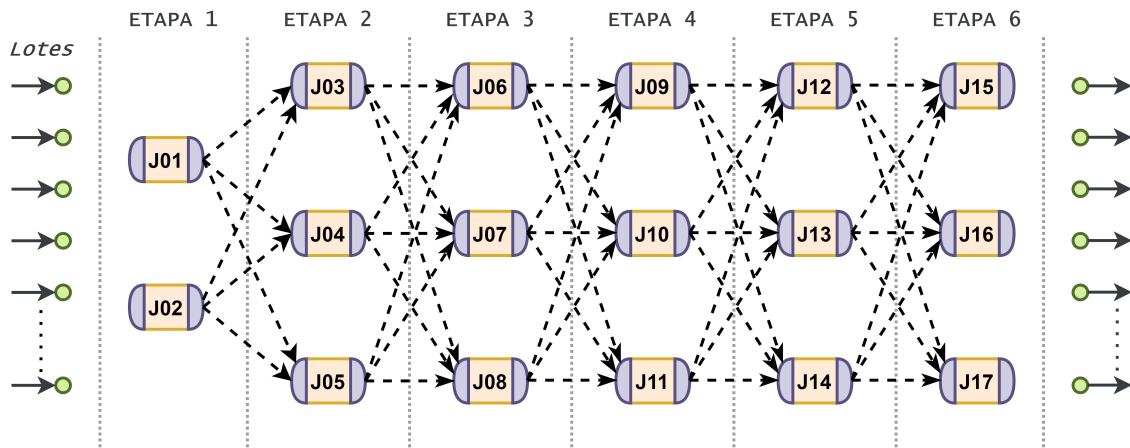 ETAPA 1 ETAPA 2 ETAPA 3 ETAPA 4 ETAPA 5 ETAPA 6
Lotes
J03 J06 J09 J12 J15
J01
J04 J07 J10 J13 J16
J02
J05 J08 J11 J14 J17